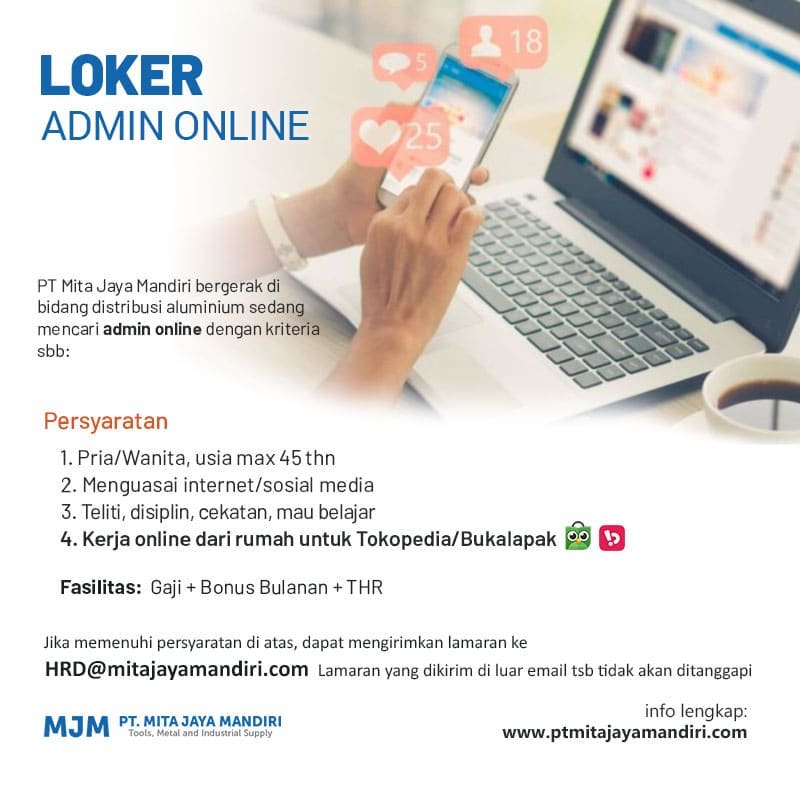 LOKER
ADMIN ONLINE
5
18
25
PT Mita Jaya Mandiri bergerak di
bidang distribusi aluminium sedang
mencari admin online dengan kriteria
sbb:
Persyaratan
1. Pria/Wanita, usia max 45 thn
2. Menguasai internet/sosial media
3. Teliti, disiplin, cekatan, mau belajar
4. Kerja online dari rumah untuk Tokopedia/Bukalapak
Fasilitas: Gaji + Bonus Bulanan + THR
Jika memenuhi persyaratan di atas, dapat mengirimkan lamaran ke
HRD@mitajayamandiri.com Lamaran yang dikirim di luar email tsb tidak akan ditanggapi
MJM PT. MITA JAYA MANDIRI
Tools, Metal and Industrial Supply
info lengkap:
www.ptmitajayamandiri.com